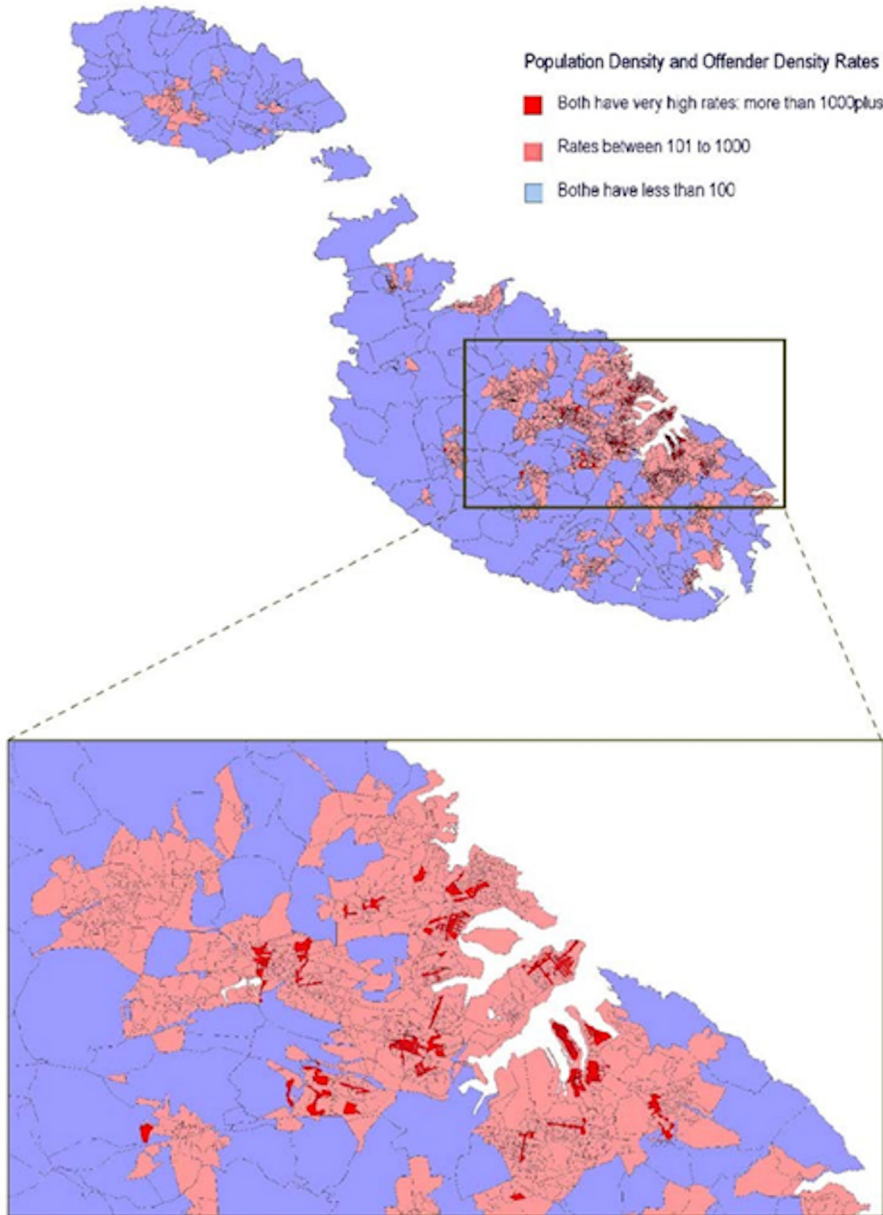 Population Density and Offender Density Rates
Both have very high rates: more than 1000plus
Rates between 101 to 1000
Bothe have less than 100